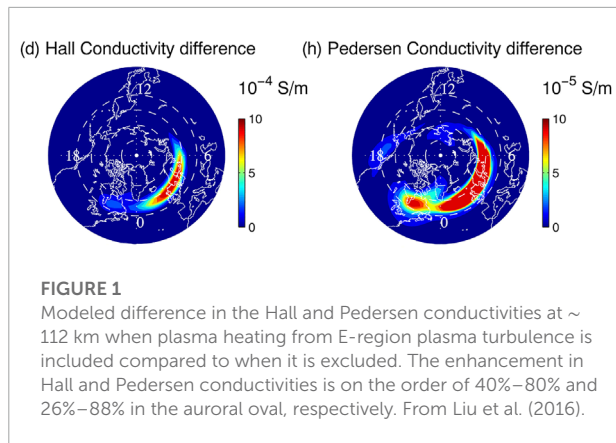 (d) Hall Conductivity difference
(h) Pedersen Conductivity difference
10⁻⁴ S/m
10⁻⁵ S/m
12
10
12
10
18
6
5
18
6
5
0
0
0
0
FIGURE 1
Modeled difference in the Hall and Pedersen conductivities at ∼
112 km when plasma heating from E-region plasma turbulence is
included compared to when it is excluded. The enhancement in
Hall and Pedersen conductivities is on the order of 40%–80% and
26%–88% in the auroral oval, respectively. From Liu et al. (2016).